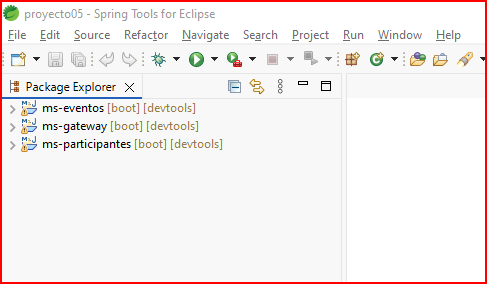 proyecto05 - Spring Tools for Eclipse
File Edit Source Refactor Navigate Search Project Run Window Help
Package Explorer
ms-eventos [boot] [devtools]
ms-gateway [boot] [devtools]
ms-participantes [boot] [devtools]